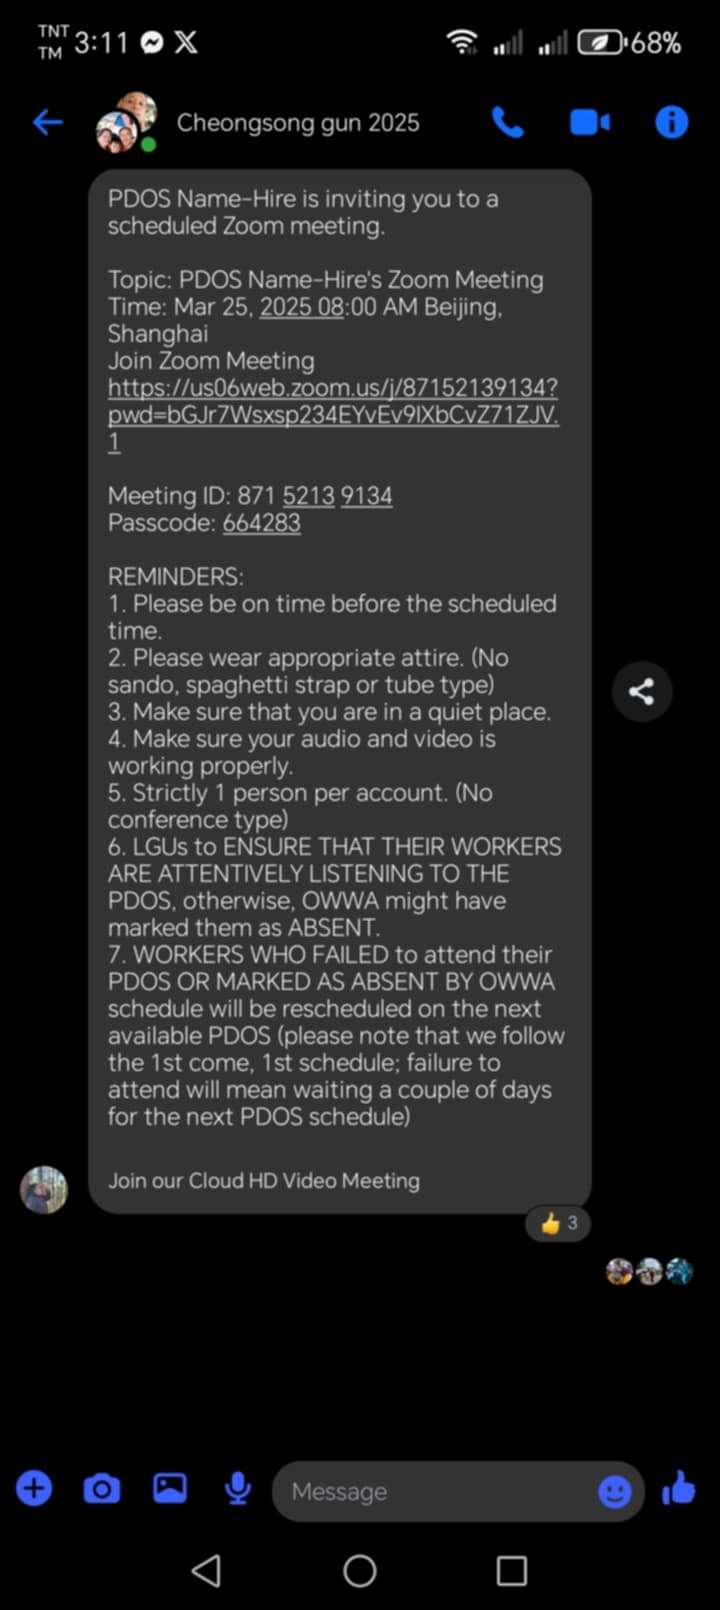 TNT
TM 3:11 68%
Cheongsong gun 2025
PDOS Name-Hire is inviting you to a
scheduled Zoom meeting.
Topic: PDOS Name-Hire's Zoom Meeting
Time: Mar 25, 2025 08:00 AM Beijing,
Shanghai
Join Zoom Meeting
https://us06web.zoom.us/j/87152139134?
pwd=bGJr7Wsxsp234EYvEv9IXbCvZ71ZJV.
1
Meeting ID: 871 5213 9134
Passcode: 664283
REMINDERS:
1. Please be on time before the scheduled
time.
2. Please wear appropriate attire. (No
sando, spaghetti strap or tube type)
3. Make sure that you are in a quiet place.
4. Make sure your audio and video is
working properly.
5. Strictly 1 person per account. (No
conference type)
6. LGUs to ENSURE THAT THEIR WORKERS
ARE ATTENTIVELY LISTENING TO THE
PDOS, otherwise, OWWA might have
marked them as ABSENT.
7. WORKERS WHO FAILED to attend their
PDOS OR MARKED AS ABSENT BY OWWA
schedule will be rescheduled on the next
available PDOS (please note that we follow
the 1st come, 1st schedule; failure to
attend will mean waiting a couple of days
for the next PDOS schedule)
Join our Cloud HD Video Meeting
3
Message